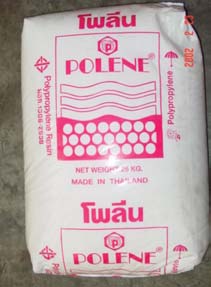 โพลีน
POLENE®
Polypropylene Resin
Polypropylene
NET WEIGHT 25 KG.
MADE IN THAILAND
โพลีน
POLENE®